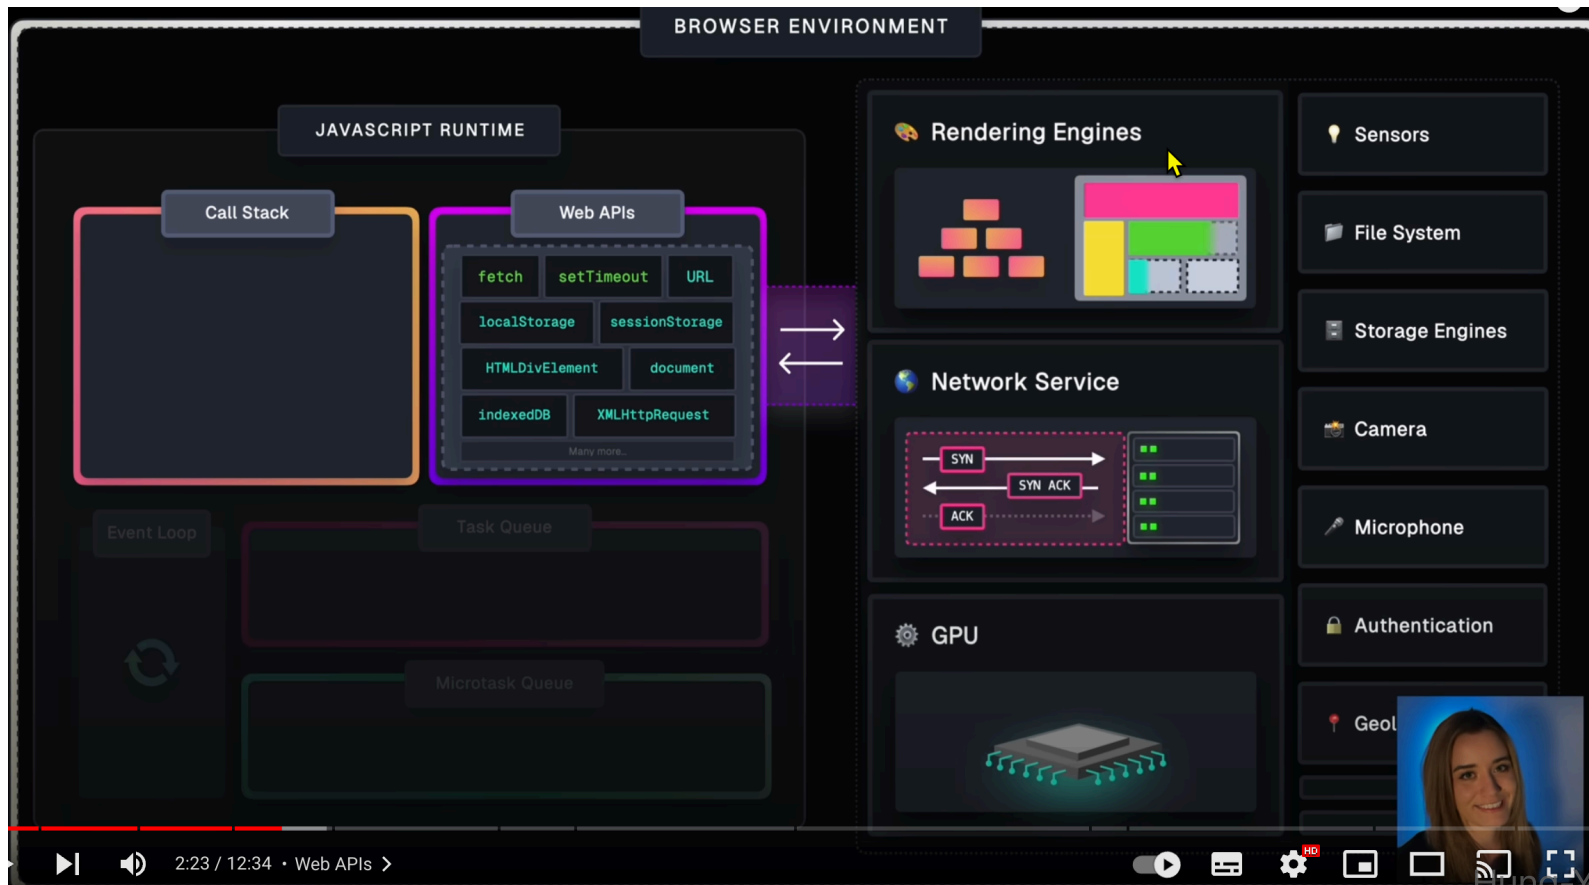 BROWSER ENVIRONMENT
JAVASCRIPT RUNTIME
Call Stack
Web APIs
fetch
setTimeout
URL
localStorage
sessionStorage
HTMLDivElement
document
indexedDB
XMLHttpRequest
Many more..
Event Loop
Task Queue
Microtask Queue
Rendering Engines
Network Service
SYN
SYN ACK
ACK
GPU
Sensors
File System
Storage Engines
Camera
Microphone
Authentication
2:23 / 12:34 • Web APIs
HD